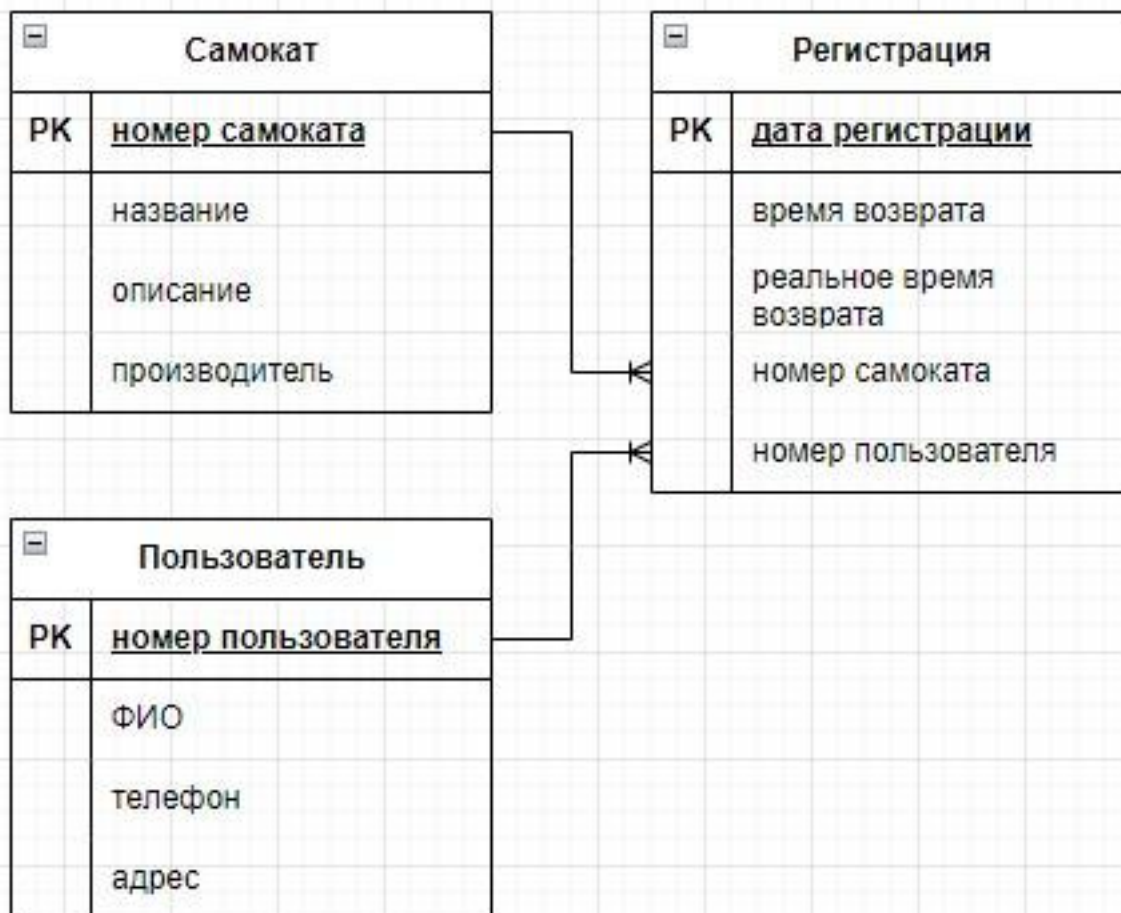 Самокат
PK номер самоката
название
описание
производитель
Регистрация
PK дата регистрации
время возврата
реальное время
возврата
номер самоката
номер пользователя
Пользователь
PK номер пользователя
ФИО
телефон
адрес